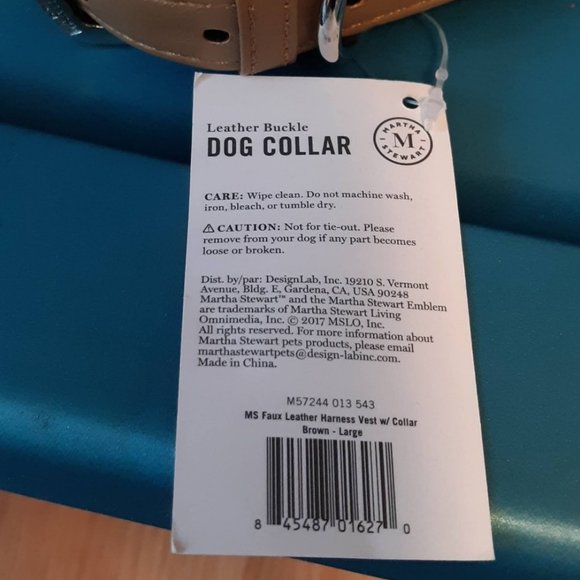 Leather Buckle
DOG COLLAR
MARTHA
M
STEWART
CARE: Wipe clean. Do not machine wash,
iron, bleach, or tumble dry.
⚠ CAUTION: Not for tie-out. Please
remove from your dog if any part becomes
loose or broken.
Dist. by/par: DesignLab, Inc. 19210 S. Vermont
Avenue, Bldg. E, Gardena, CA, USA 90248
Martha Stewart™ and the Martha Stewart Emblem
are trademarks of Martha Stewart Living
Omnimedia, Inc. © 2017 MSLO, Inc.
All rights reserved. For more information about
Martha Stewart pets products, please email
marthastewartpets@design-labinc.com.
Made in China.
M57244 013 543
MS Faux Leather Harness Vest w/ Collar
Brown - Large
8 45487 01627 0